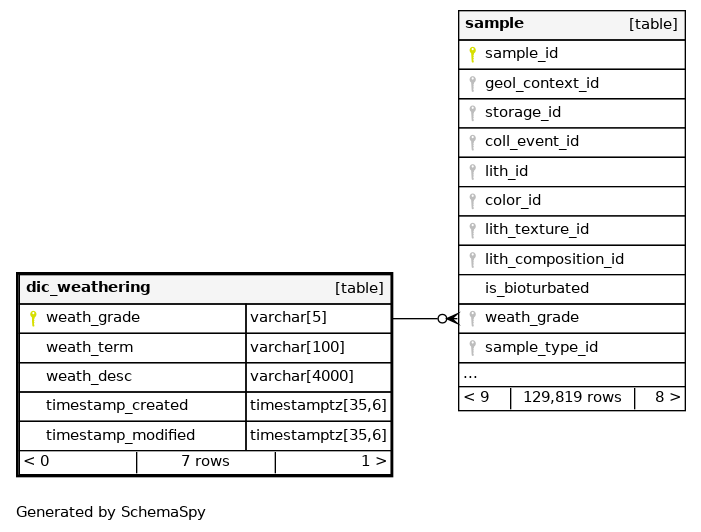 sample [table]
sample_id
geol_context_id
storage_id
coll_event_id
lith_id
color_id
lith_texture_id
lith_composition_id
is_bioturbated
weath_grade
sample_type_id
...
< 9 129,819 rows 8 >
dic_weathering [table]
weath_grade varchar[5]
weath_term varchar[100]
weath_desc varchar[4000]
timestamp_created timestamptz[35,6]
timestamp_modified timestamptz[35,6]
< 0 7 rows 1 >
Generated by SchemaSpy